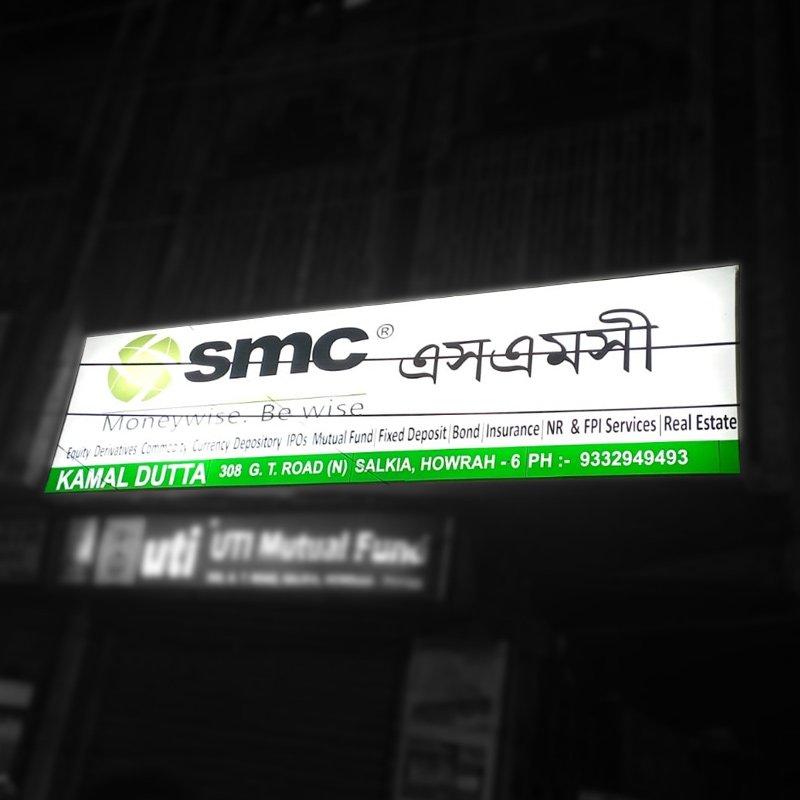 smc® এসএমসী
Moneywise. Be wise
Equity Derivatives Commodity Currency Depository IPOs Mutual Fund | Fixed Deposit | Bond | Insurance | NR & FPI Services | Real Estate
KAMAL DUTTA 308 G. T. ROAD (N) SALKIA, HOWRAH - 6 PH :- 9332949493
uti UTI Mutual Fund